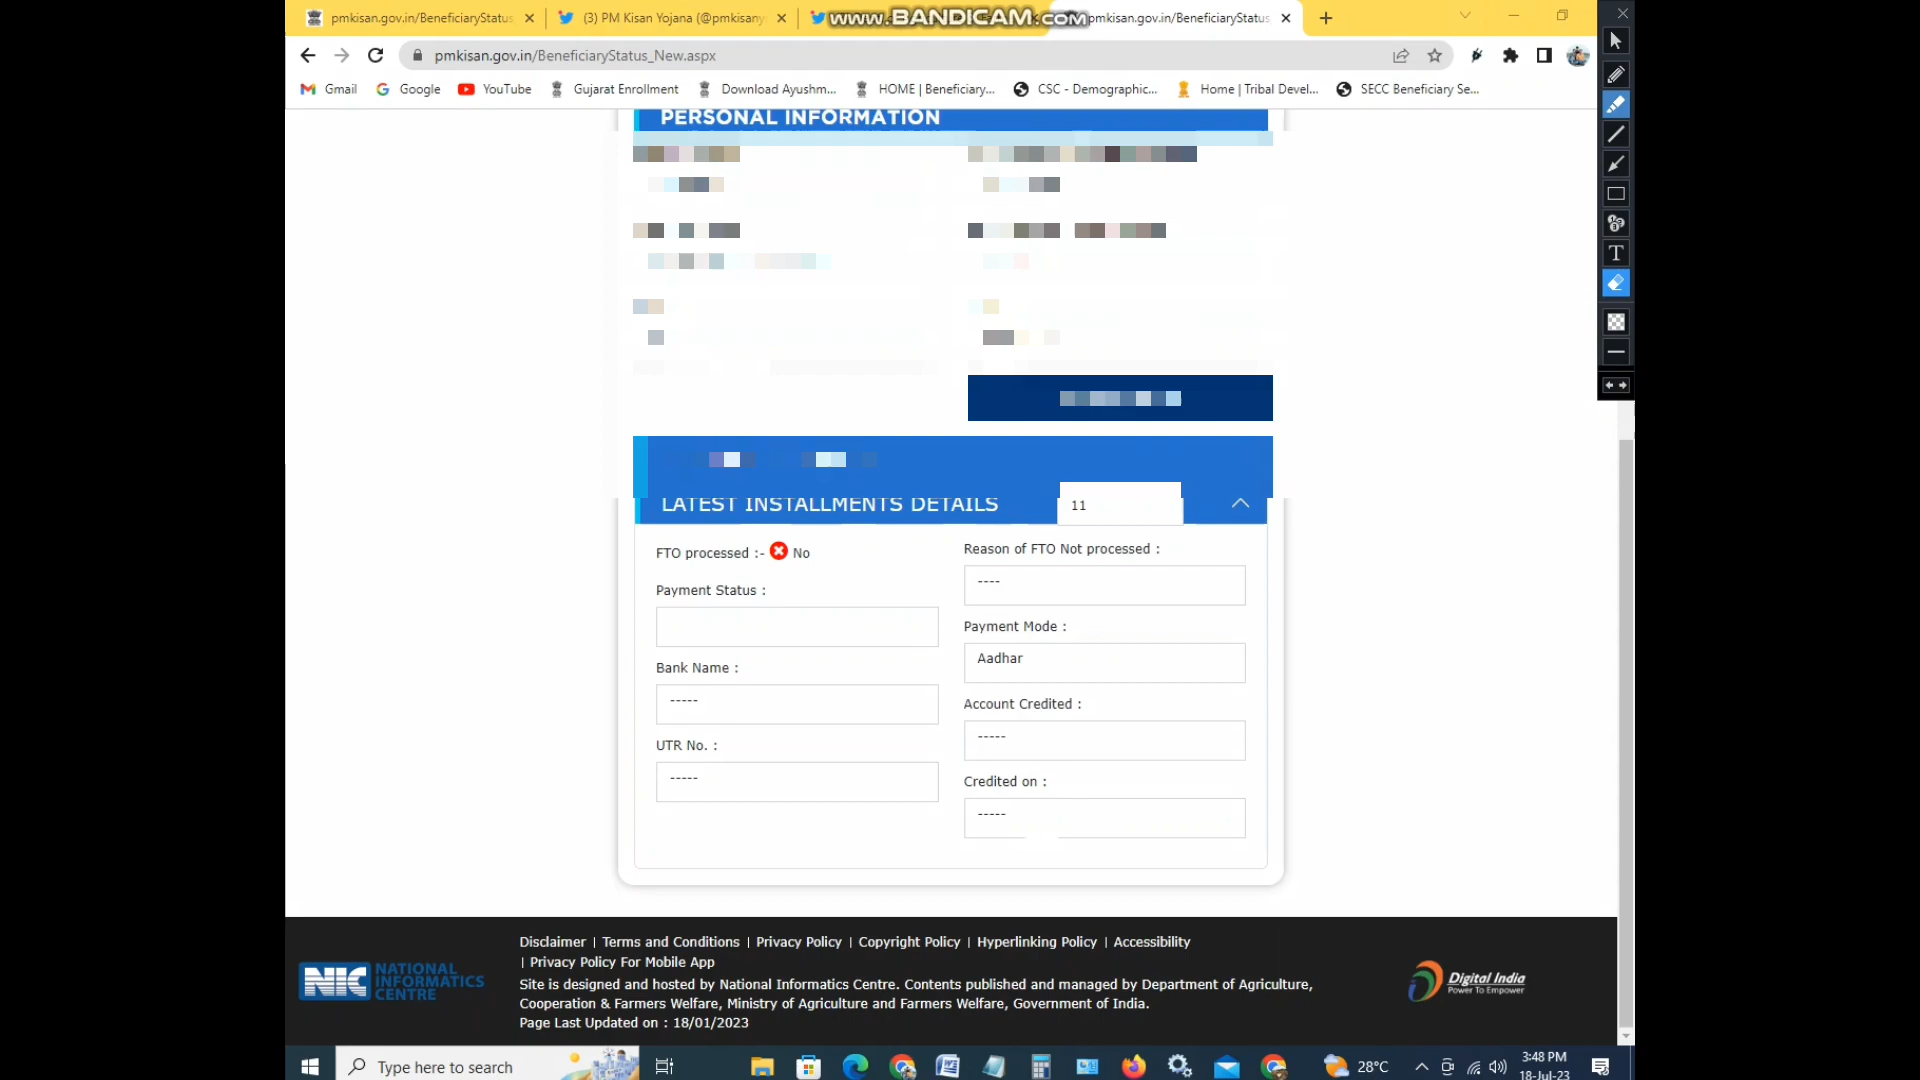 pmkisan.gov.in/BeneficiaryStatus
(3) PM Kisan Yojana (@pmkisany
www.BANDICAM.com
pmkisan.gov.in/BeneficiaryStatus
pmkisan.gov.in/BeneficiaryStatus_New.aspx
Gmail
Google
YouTube
Gujarat Enrollment
Download Ayushm...
HOME | Beneficiary...
CSC - Demographic...
Home | Tribal Devel...
SECC Beneficiary Se...
PERSONAL INFORMATION
LATEST INSTALLMENTS DETAILS
11
FTO processed :- No
Reason of FTO Not processed :
----
Payment Status :
Payment Mode :
Aadhar
Bank Name :
-----
Account Credited :
-----
UTR No. :
-----
Credited on :
-----
Disclaimer | Terms and Conditions | Privacy Policy | Copyright Policy | Hyperlinking Policy | Accessibility
| Privacy Policy For Mobile App
Site is designed and hosted by National Informatics Centre. Contents published and managed by Department of Agriculture,
Cooperation & Farmers Welfare, Ministry of Agriculture and Farmers Welfare, Government of India.
Page Last Updated on : 18/01/2023
NIC NATIONAL
INFORMATICS
CENTRE
Digital India
Power To Empower
Type here to search
28°C
3:48 PM
18-Jul-23